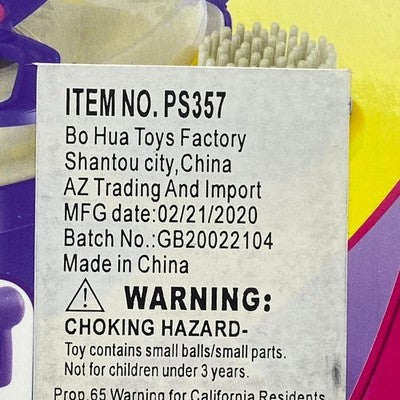 ITEM NO. PS357
Bo Hua Toys Factory
Shantou city,China
AZ Trading And Import
MFG date:02/21/2020
Batch No.:GB20022104
Made in China
WARNING:
CHOKING HAZARD-
Toy contains small balls/small parts.
Not for children under 3 years.
Prop.65 Warning for California Residents